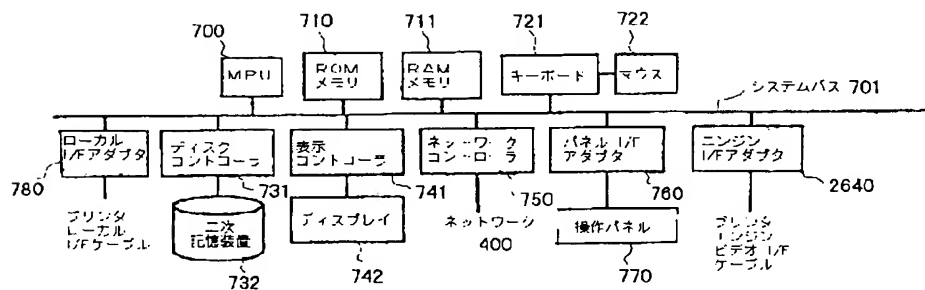 700
710
711
721
722
MPU
ROM
メモリ
RAM
メモリ
キーボード
マウス
システムバス 701
ローカル
I/Fアダプタ
ディスク
コントローラ
表示
コントローラ
ネットワーク
コントローラ
パネル I/F
アダプタ
エンジン
I/Fアダプタ
780
731
741
750
760
2640
プリンタ
ローカル
I/Fケーブル
二次
記憶装置
732
ディスプレイ
742
ネットワーク
400
操作パネル
770
プリンタ
エンジン
ビデオ I/F
ケーブル